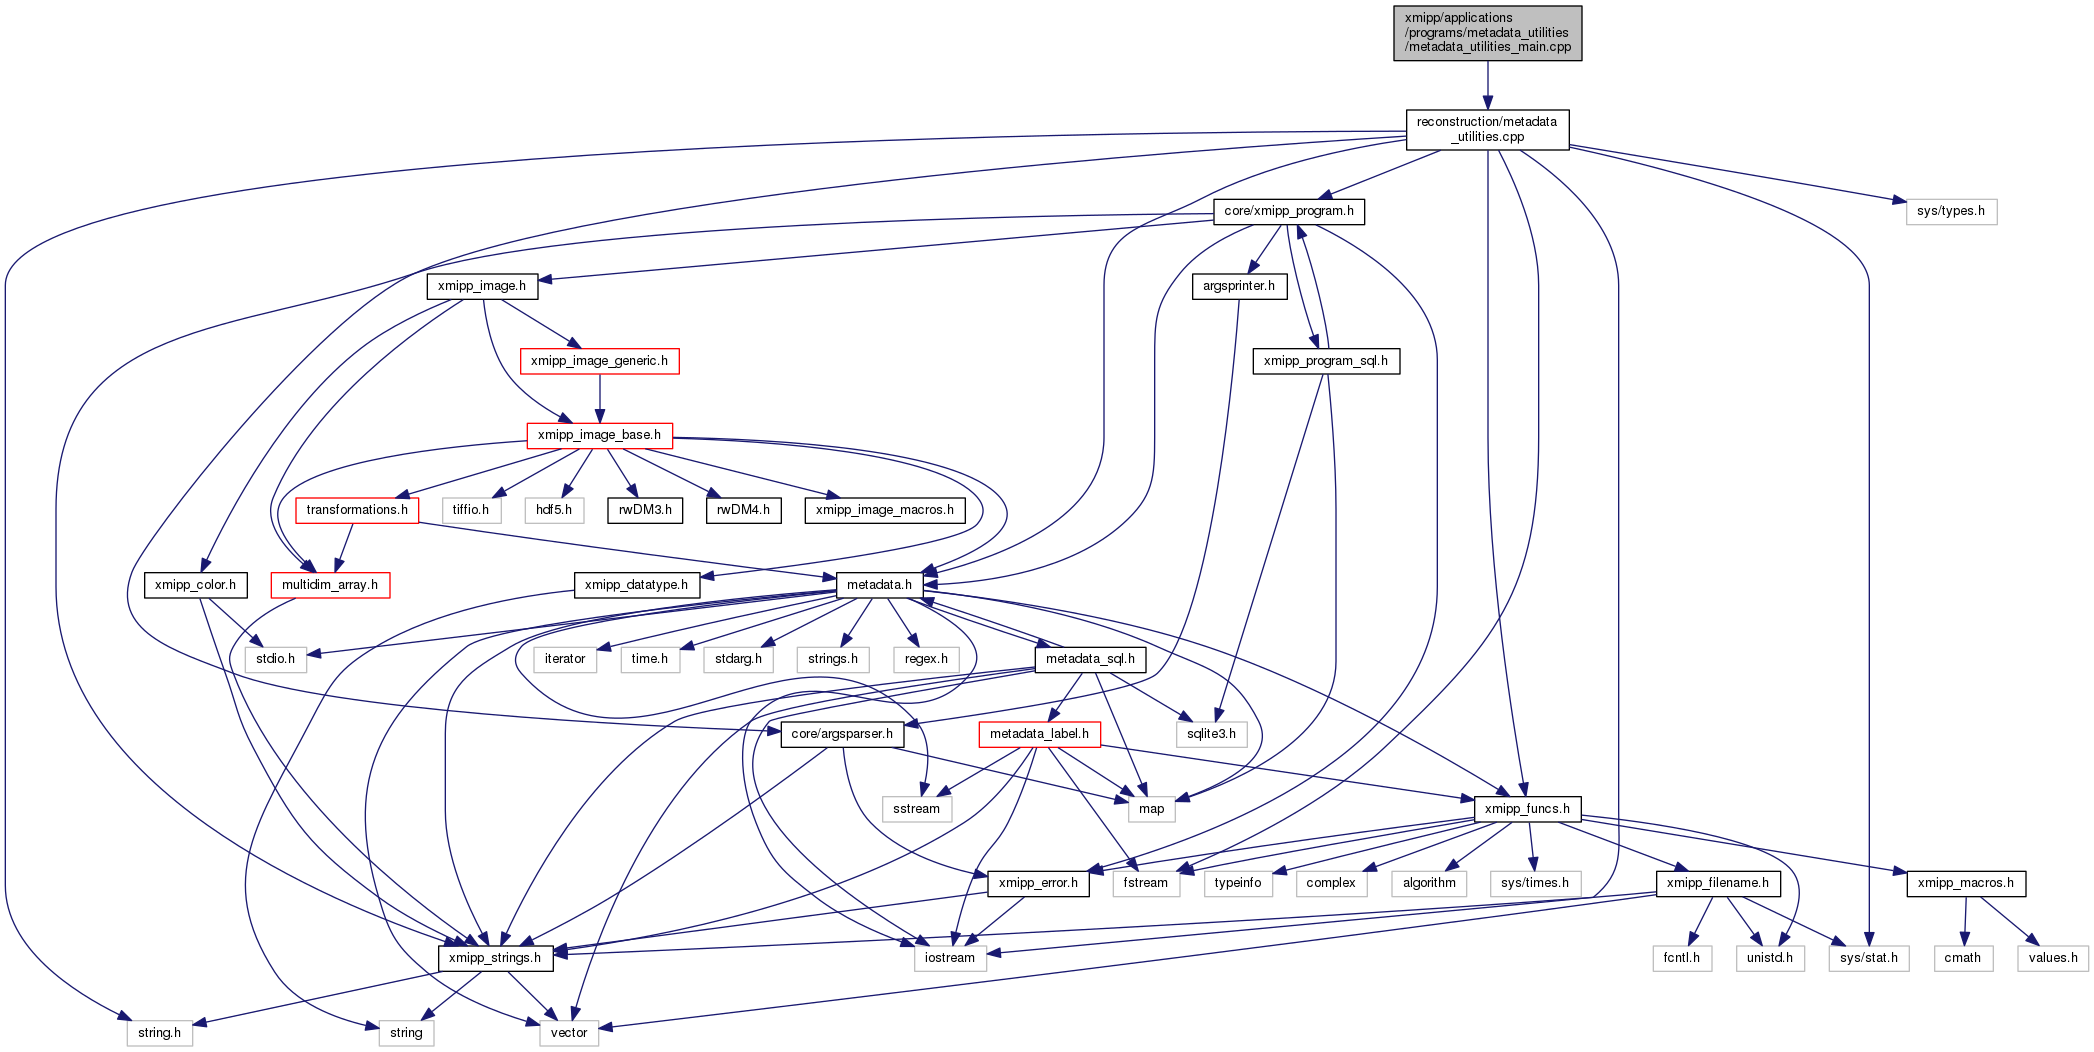 xmipp/applications
/programs/metadata_utilities
/metadata_utilities_main.cpp
reconstruction/metadata
_utilities.cpp
core/xmipp_program.h
sys/types.h
xmipp_image.h
argsprinter.h
xmipp_image_generic.h
xmipp_program_sql.h
xmipp_image_base.h
transformations.h
tiffio.h
hdf5.h
rwDM3.h
rwDM4.h
xmipp_image_macros.h
xmipp_color.h
multidim_array.h
xmipp_datatype.h
metadata.h
stdio.h
iterator
time.h
stdarg.h
strings.h
regex.h
metadata_sql.h
core/argsparser.h
metadata_label.h
sqlite3.h
sstream
map
xmipp_funcs.h
xmipp_error.h
fstream
typeinfo
complex
algorithm
sys/times.h
xmipp_filename.h
xmipp_macros.h
xmipp_strings.h
iostream
fcntl.h
unistd.h
sys/stat.h
cmath
values.h
string.h
string
vector